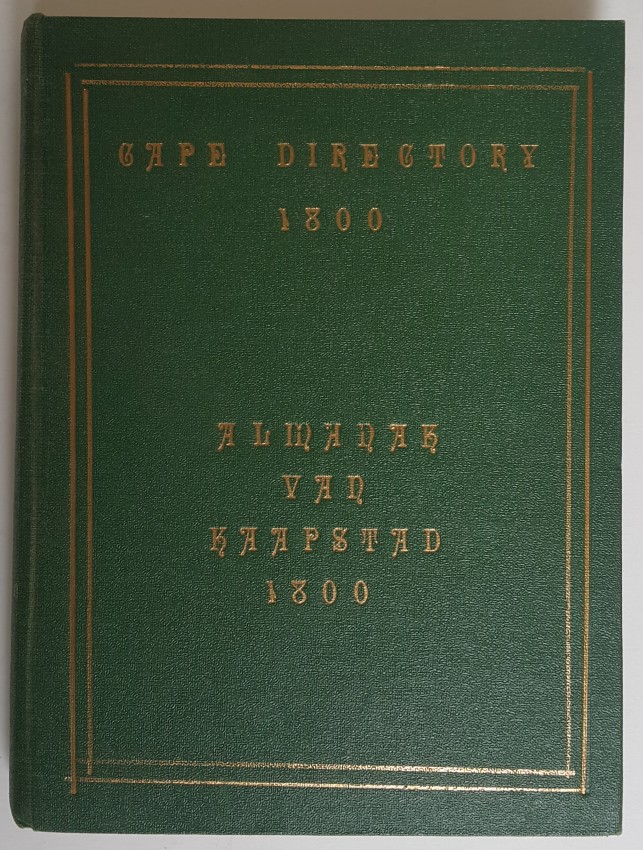 CAPE DIRECTORY
1800
ALMANAK
VAN
KAAPSTAD
1800